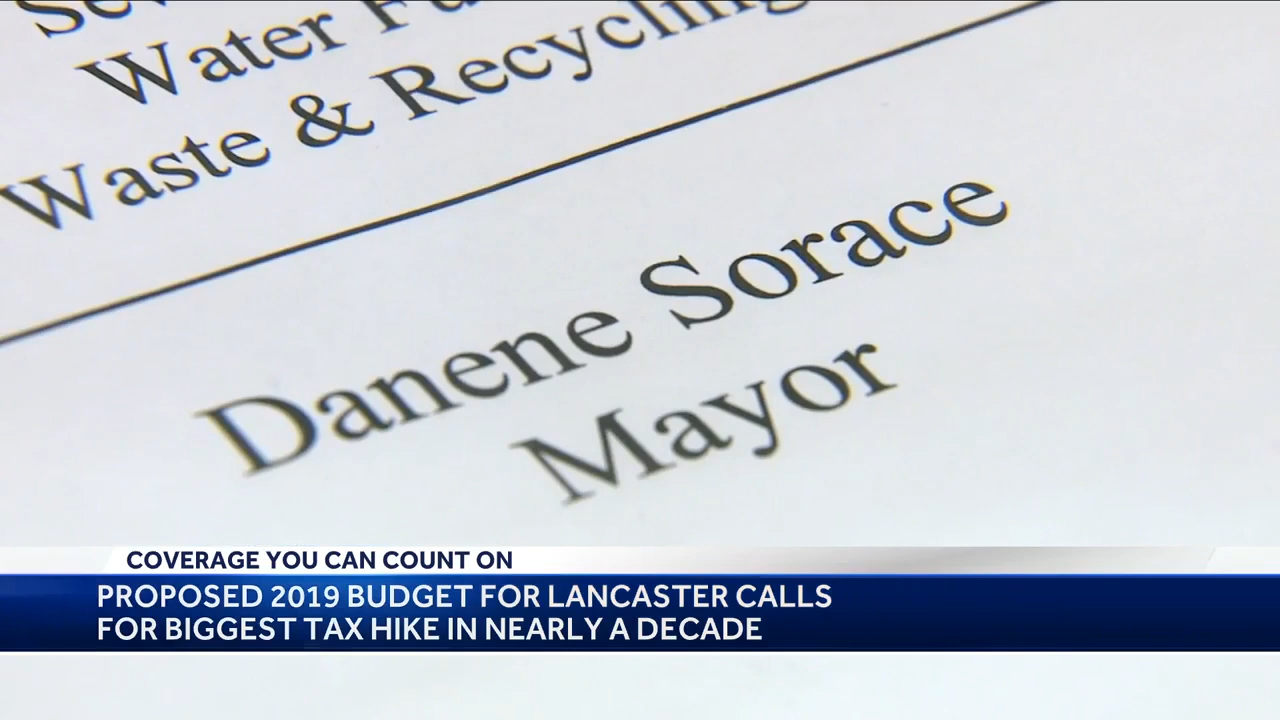 Water
Waste & Recycling
Danene Sorace
Mayor
COVERAGE YOU CAN COUNT ON
PROPOSED 2019 BUDGET FOR LANCASTER CALLS
FOR BIGGEST TAX HIKE IN NEARLY A DECADE